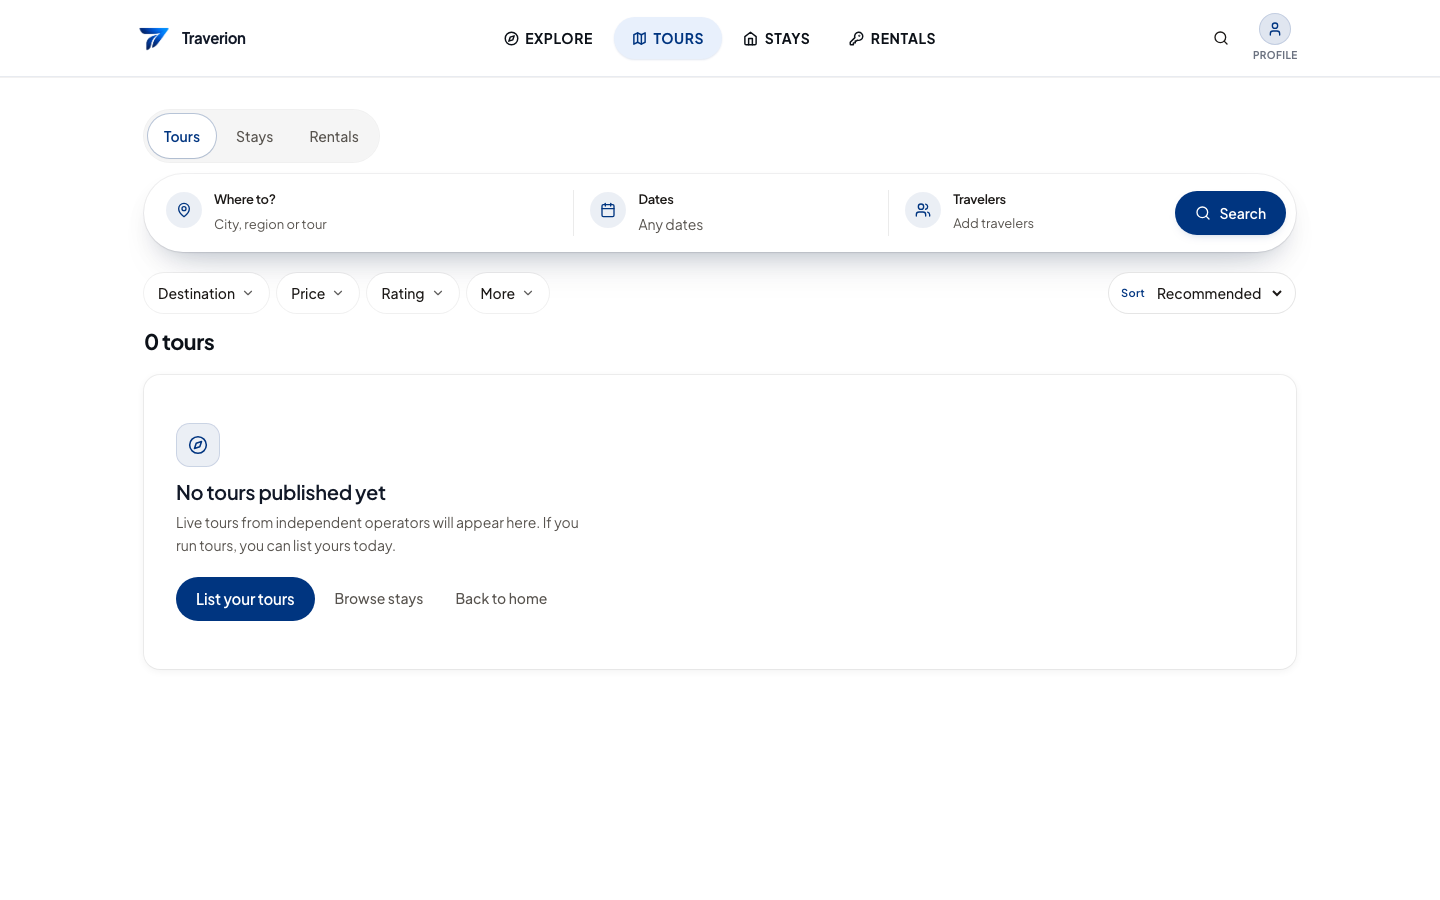 Traverion
EXPLORE
TOURS
STAYS
RENTALS
PROFILE
Tours
Stays
Rentals
Where to?
City, region or tour
Dates
Any dates
Travelers
Add travelers
Search
Destination
Price
Rating
More
Sort
Recommended
0 tours
No tours published yet
Live tours from independent operators will appear here. If you
run tours, you can list yours today.
List your tours
Browse stays
Back to home